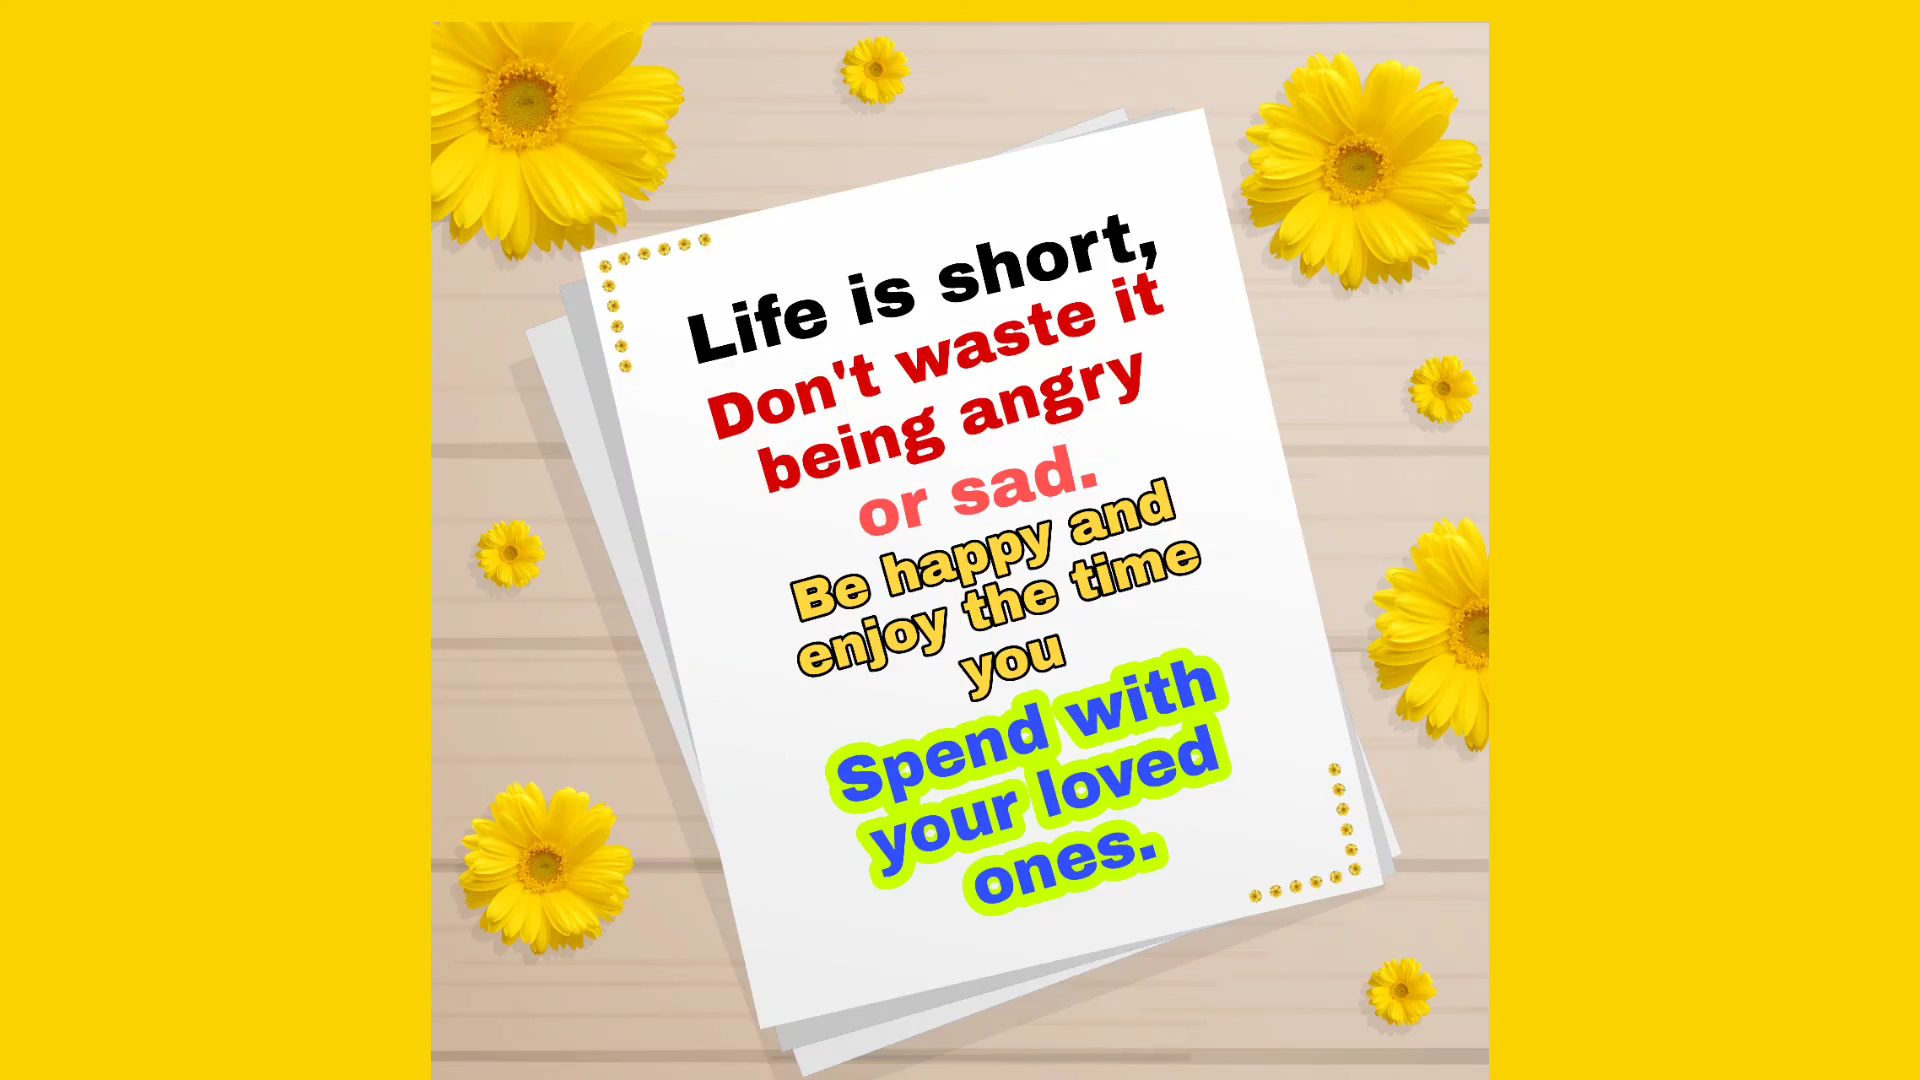 Life is short,
Don't waste it
being angry
or sad.
Be happy and
enjoy the time
you
Spend with
your loved
ones.